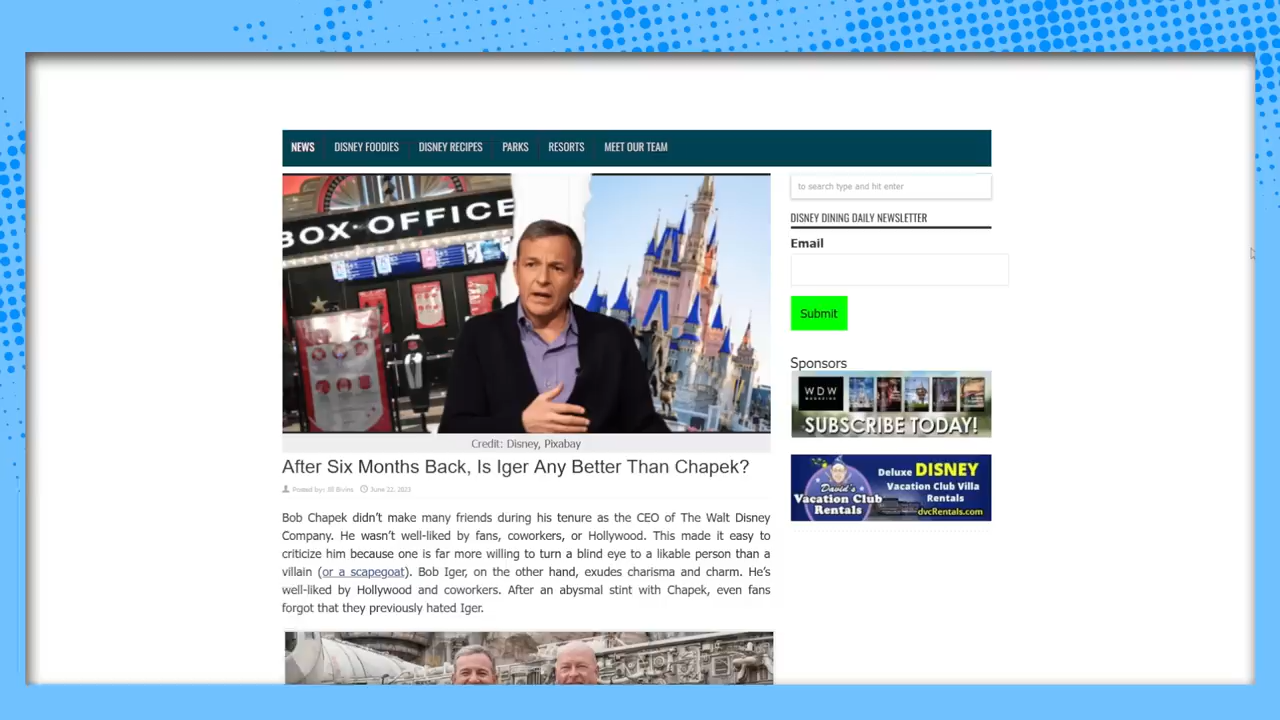 NEWS DISNEY FOODIES DISNEY RECIPES PARKS RESORTS MEET OUR TEAM
BOX OFFICE
Credit: Disney, Pixabay
After Six Months Back, Is Iger Any Better Than Chapek?
Posted by: Jill Bivins June 22, 2023
Bob Chapek didn’t make many friends during his tenure as the CEO of The Walt Disney
Company. He wasn’t well-liked by fans, coworkers, or Hollywood. This made it easy to
criticize him because one is far more willing to turn a blind eye to a likable person than a
villain (or a scapegoat). Bob Iger, on the other hand, exudes charisma and charm. He’s
well-liked by Hollywood and coworkers. After an abysmal stint with Chapek, even fans
forgot that they previously hated Iger.
to search type and hit enter
DISNEY DINING DAILY NEWSLETTER
Email
Submit
Sponsors
WDW
SUBSCRIBE TODAY!
David's
Vacation Club
Rentals
Deluxe DISNEY
Vacation Club Villa
Rentals
dvcRentals.com